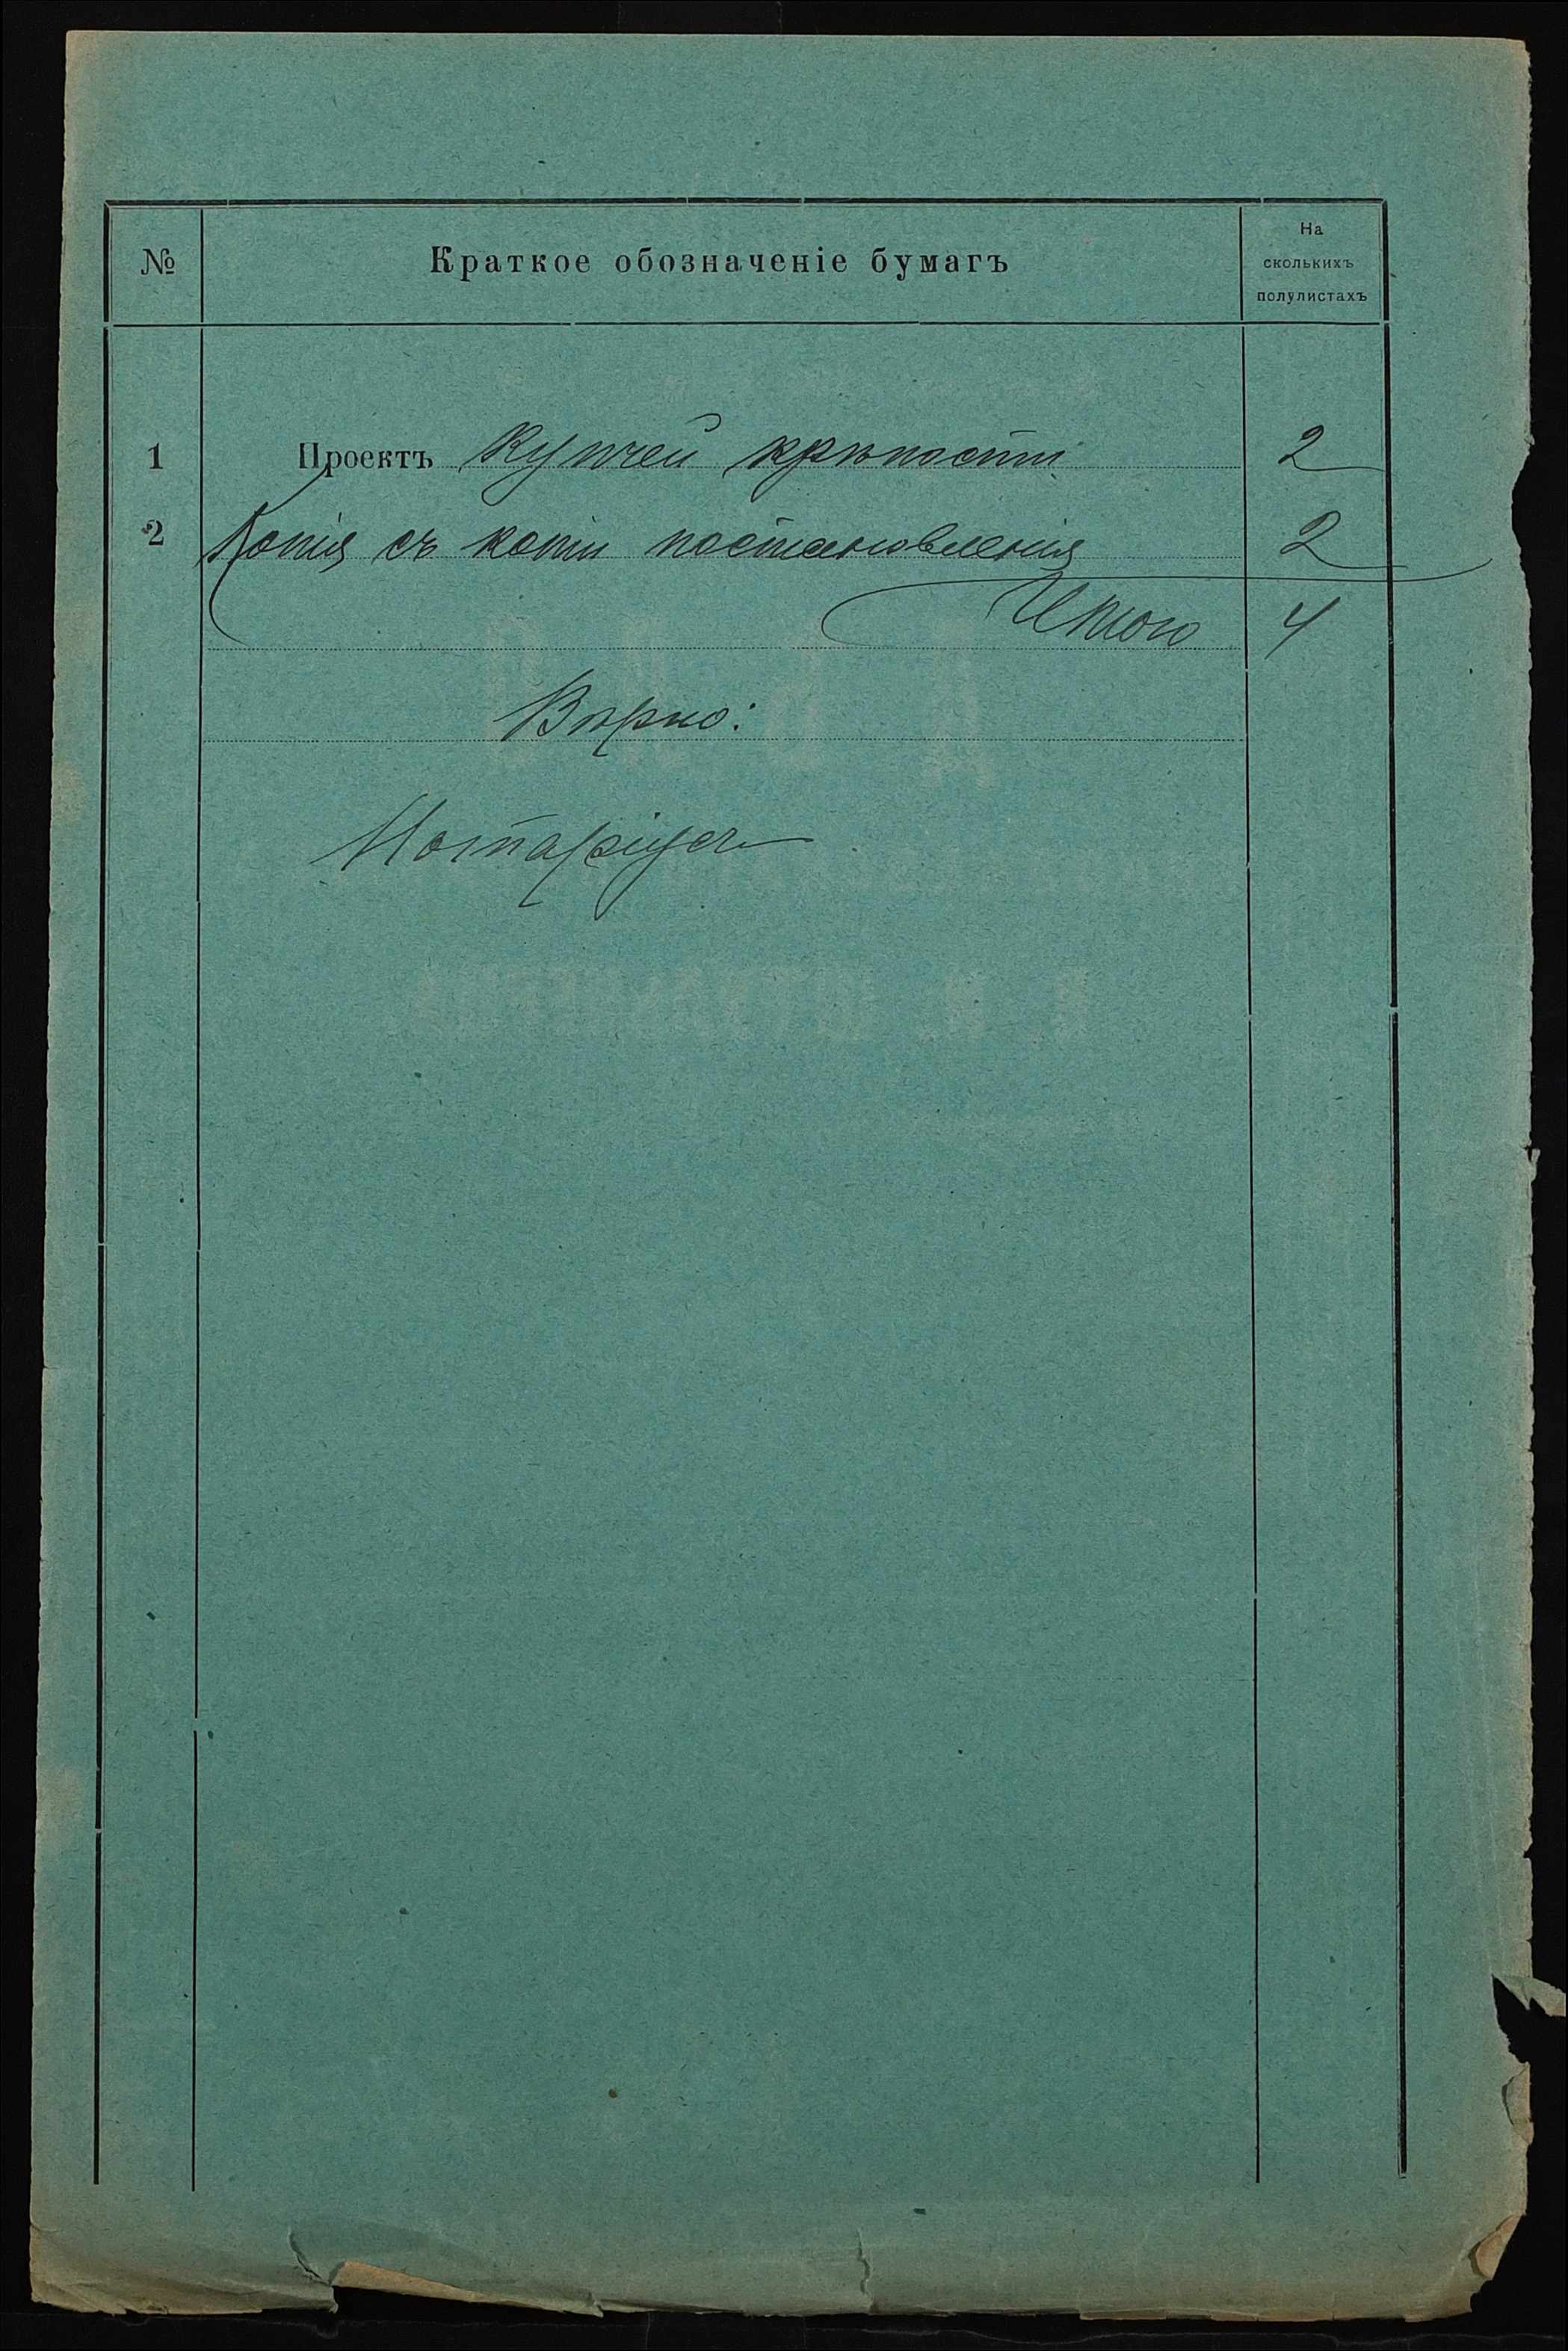 №
Краткое обозначеніе бумагъ
На
сколькихъ
полулистахъ
1 Проектъ купчей крѣпости 2
2 Копія съ копіи постановленія 2
Итого 4
Вѣрно:
Нотаріусъ